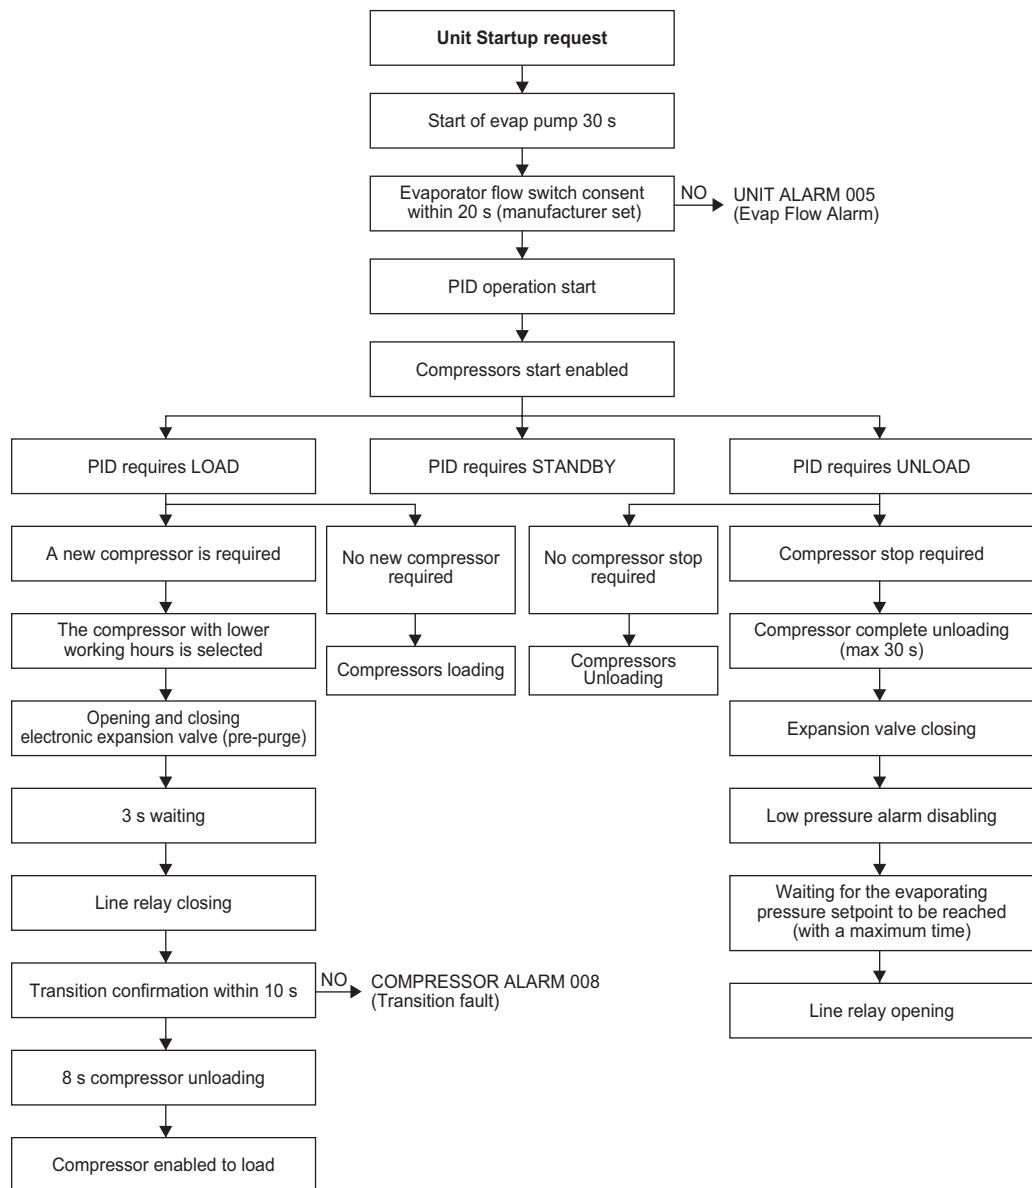 Unit Startup request
Start of evap pump 30 s
Evaporator flow switch consent
within 20 s (manufacturer set)
NO
UNIT ALARM 005
(Evap Flow Alarm)
PID operation start
Compressors start enabled
PID requires LOAD
PID requires STANDBY
PID requires UNLOAD
A new compressor is required
No new compressor
required
No compressor stop
required
Compressor stop required
The compressor with lower
working hours is selected
Compressors loading
Compressors
Unloading
Compressor complete unloading
(max 30 s)
Opening and closing
electronic expansion valve (pre-purge)
Expansion valve closing
3 s waiting
Low pressure alarm disabling
Line relay closing
Waiting for the evaporating
pressure setpoint to be reached
(with a maximum time)
Transition confirmation within 10 s
NO
COMPRESSOR ALARM 008
(Transition fault)
Line relay opening
8 s compressor unloading
Compressor enabled to load